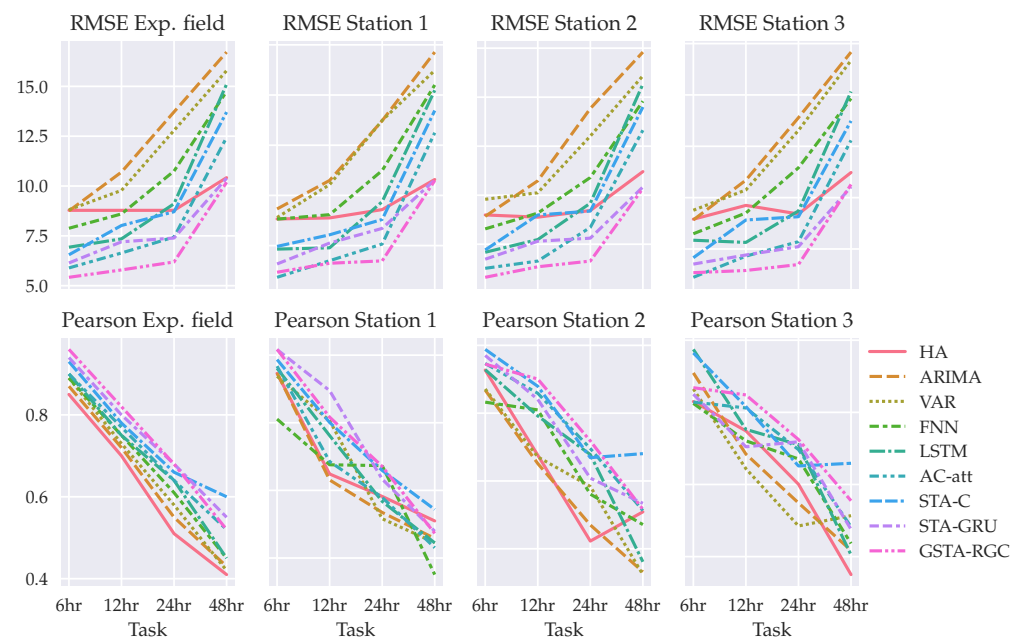 RMSE Exp. field RMSE Station 1 RMSE Station 2 RMSE Station 3
15.0
12.5
10.0
7.5
5.0
Pearson Exp. field Pearson Station 1 Pearson Station 2 Pearson Station 3
0.8
0.6
0.4
HA
ARIMA
VAR
FNN
LSTM
AC-att
STA-C
STA-GRU
GSTA-RGC
6hr 12hr 24hr 48hr 6hr 12hr 24hr 48hr 6hr 12hr 24hr 48hr 6hr 12hr 24hr 48hr
Task Task Task Task